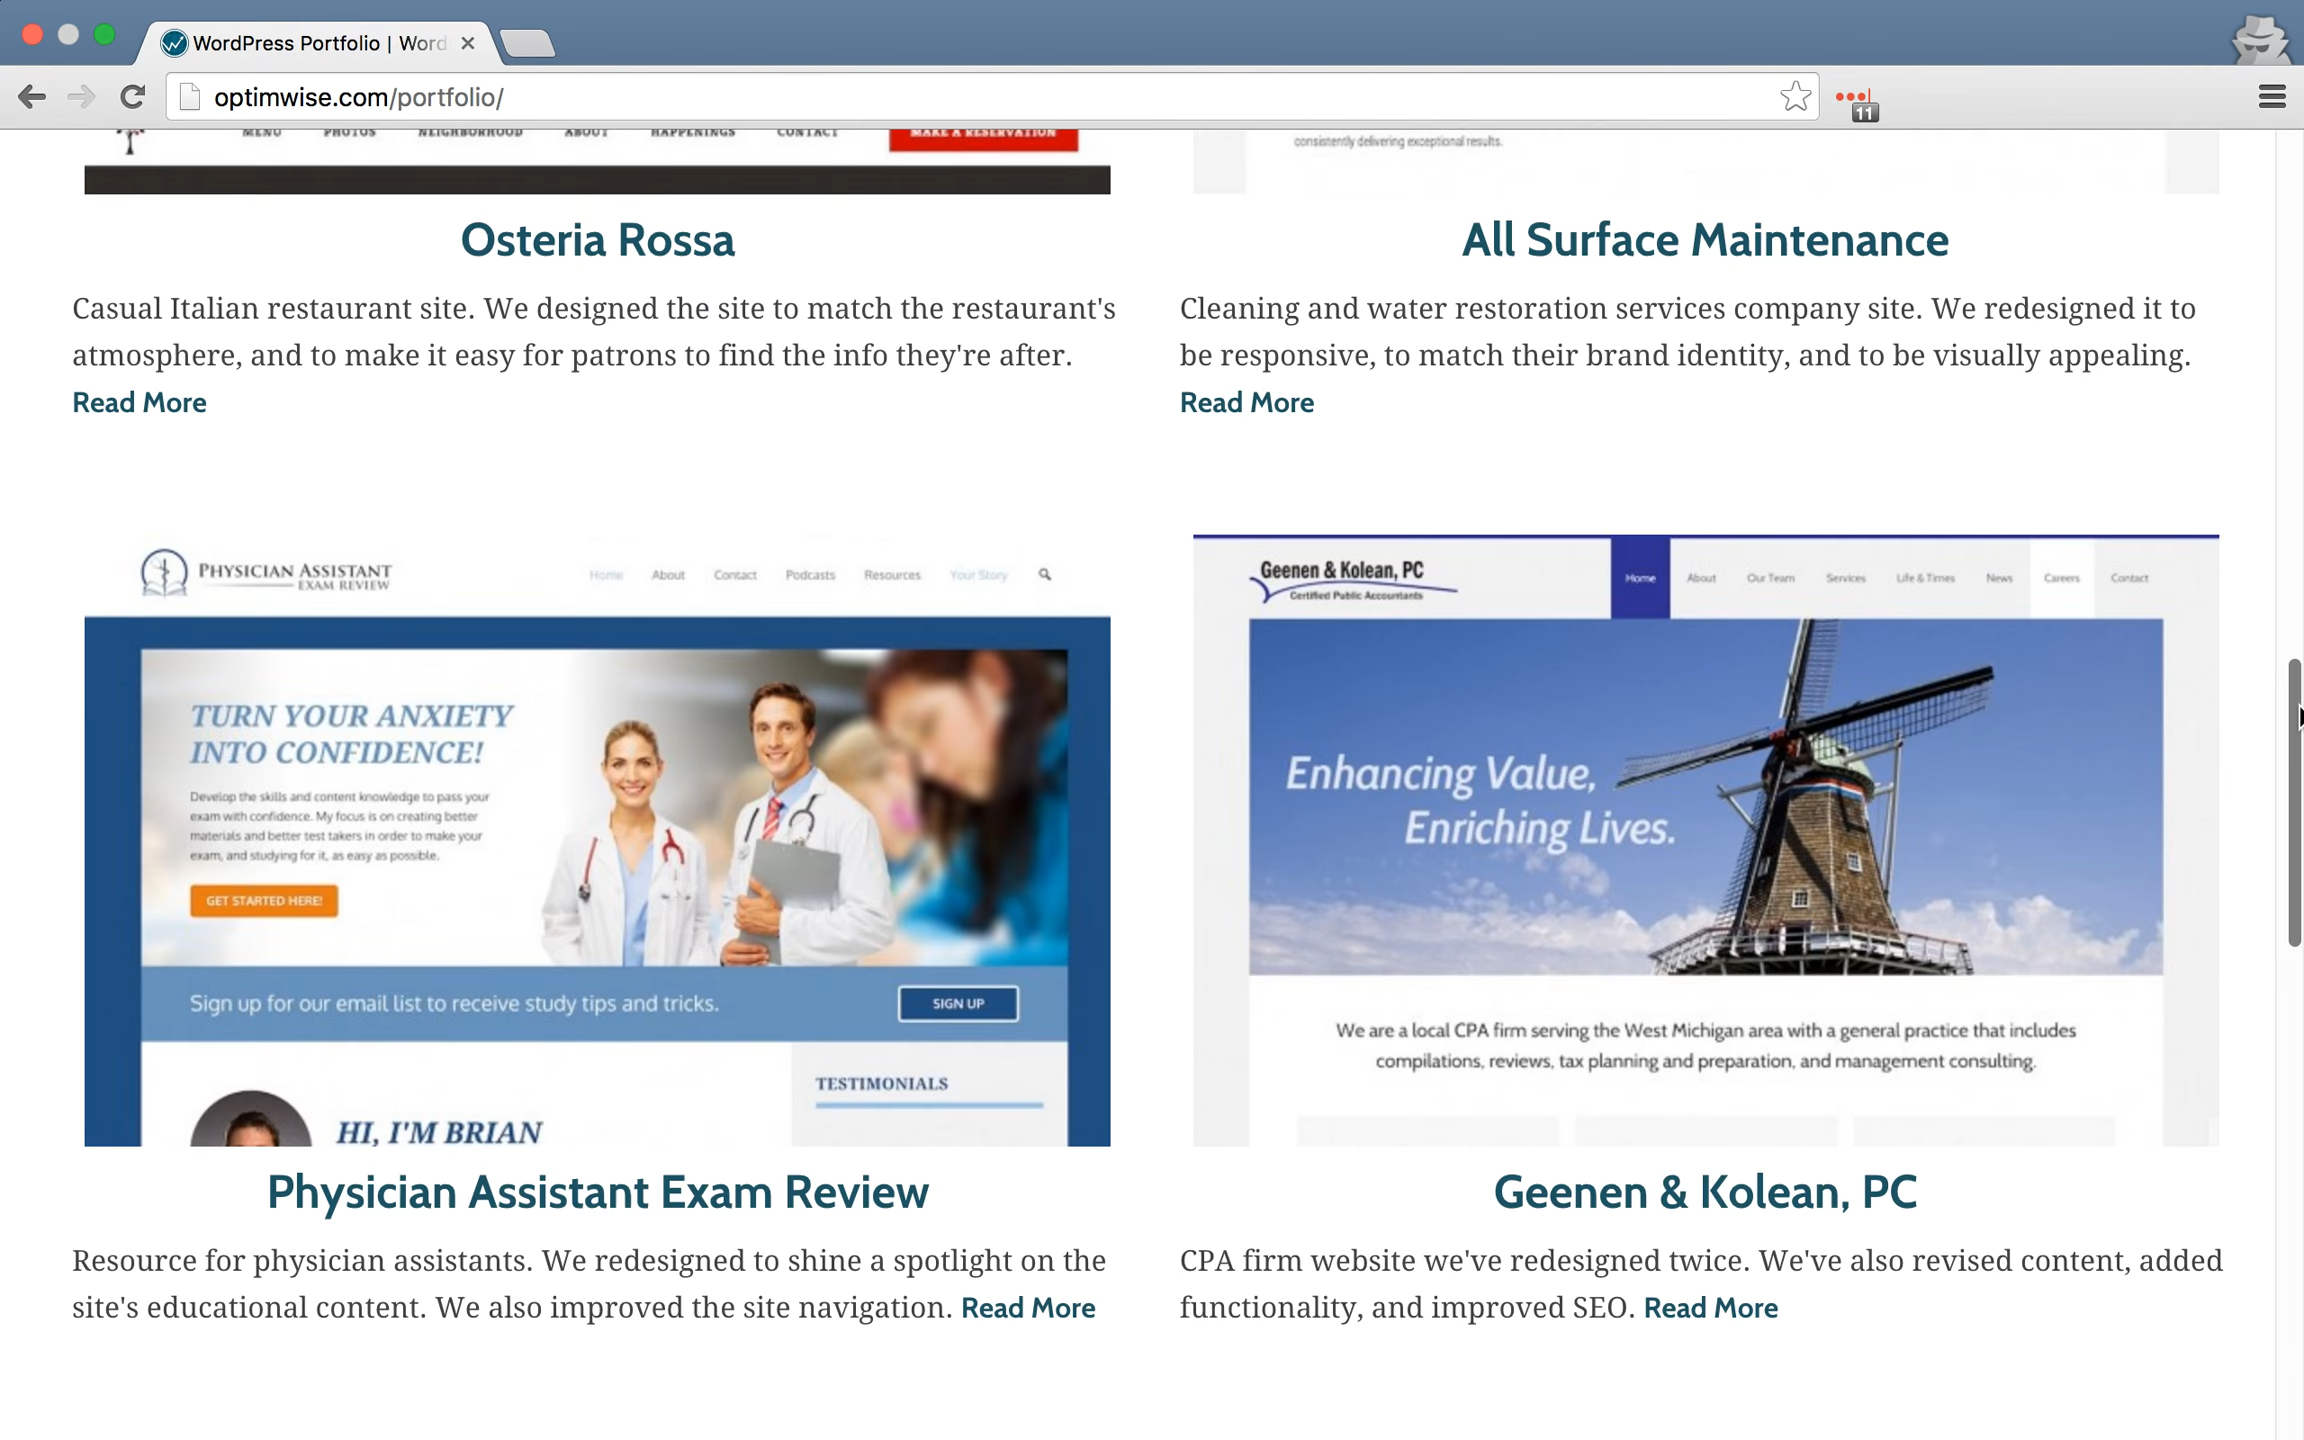 WordPress Portfolio | Word
optimwise.com/portfolio/
11
MENU PHOTOS NEIGHBORHOOD ABOUT HAPPENINGS CONTACT MAKE A RESERVATION
consistently delivering exceptional results.
Osteria Rossa
Casual Italian restaurant site. We designed the site to match the restaurant's
atmosphere, and to make it easy for patrons to find the info they're after.
Read More
All Surface Maintenance
Cleaning and water restoration services company site. We redesigned it to
be responsive, to match their brand identity, and to be visually appealing.
Read More
PHYSICIAN ASSISTANT
EXAM REVIEW
Home About Contact Podcasts Resources Your Story
TURN YOUR ANXIETY
INTO CONFIDENCE!
Develop the skills and content knowledge to pass your
exam with confidence. My focus is on creating better
materials and better test takers in order to make your
exam, and studying for it, as easy as possible.
GET STARTED HERE!
Sign up for our email list to receive study tips and tricks.
SIGN UP
TESTIMONIALS
HI, I'M BRIAN
Physician Assistant Exam Review
Resource for physician assistants. We redesigned to shine a spotlight on the
site's educational content. We also improved the site navigation. Read More
Geenen & Kolean, PC
Certified Public Accountants
Home About Our Team Services Life & Times News Careers Contact
Enhancing Value,
Enriching Lives.
We are a local CPA firm serving the West Michigan area with a general practice that includes
compilations, reviews, tax planning and preparation, and management consulting.
Geenen & Kolean, PC
CPA firm website we've redesigned twice. We've also revised content, added
functionality, and improved SEO. Read More